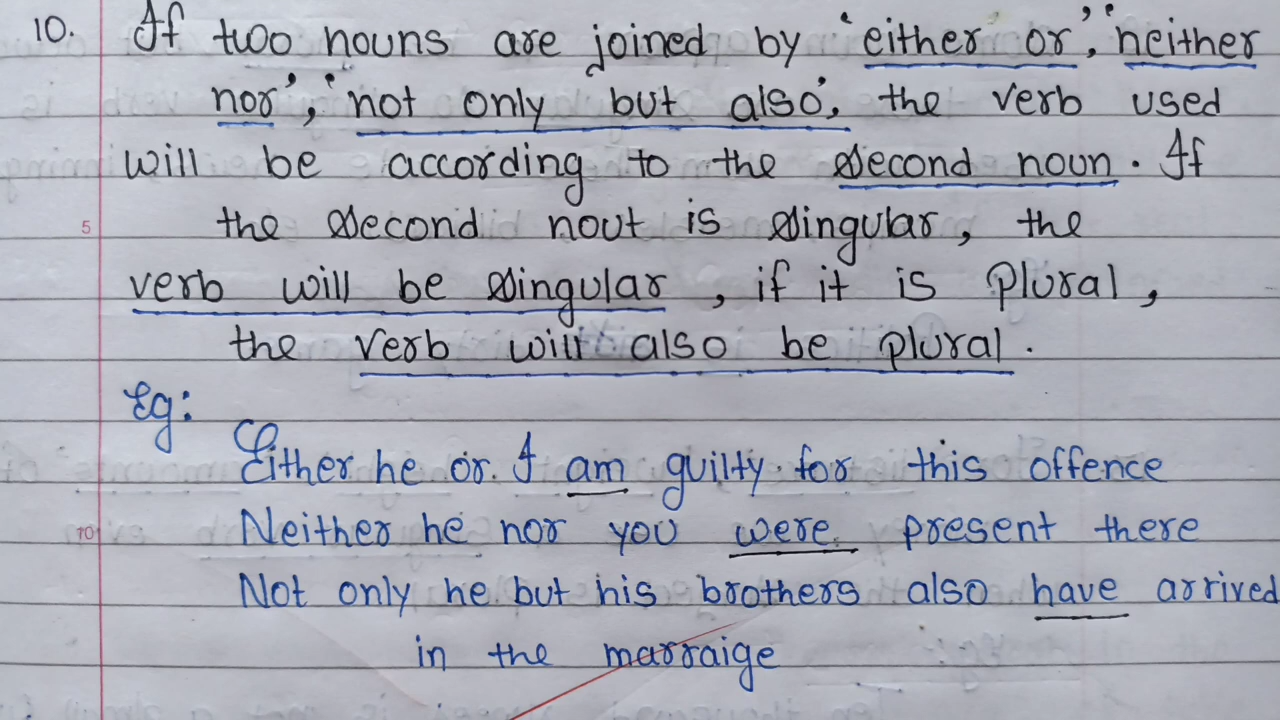 10. If two nouns are joined by 'either or', 'neither
nor', 'not only but also', the verb used
will be according to the second noun. If
5 the second nout is singular, the
verb will be singular, if it is plural,
the verb will also be plural.
Eg:
Either he or I am guilty for this offence
10 Neither he nor you were present there
Not only he but his brothers also have arrived
in the marraige